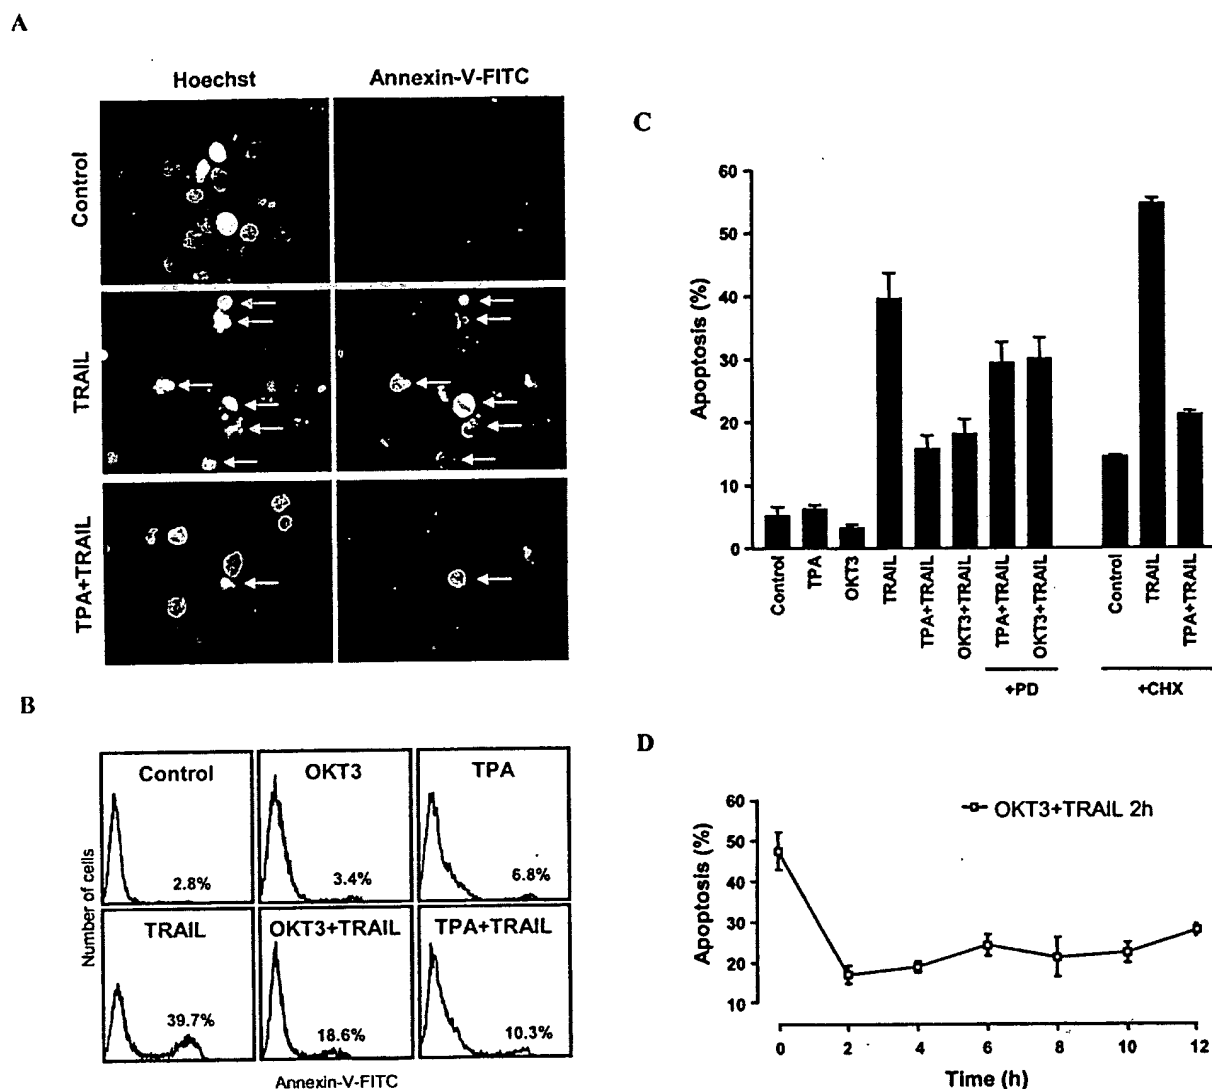 A
Hoechst
Annexin-V-FITC
Control
TRAIL
TPA+TRAIL
B
Number of cells
Control
2.8%
OKT3
3.4%
TPA
6.8%
TRAIL
39.7%
OKT3+TRAIL
18.6%
TPA+TRAIL
10.3%
Annexin-V-FITC
C
Apoptosis (%)
60
50
40
30
20
10
0
Control
TPA
OKT3
TRAIL
TPA+TRAIL
OKT3+TRAIL
TPA+TRAIL
OKT3+TRAIL
Control
TRAIL
TPA+TRAIL
+PD
+CHX
D
Apoptosis (%)
60
50
40
30
20
10
OKT3+TRAIL 2h
0 2 4 6 8 10 12
Time (h)